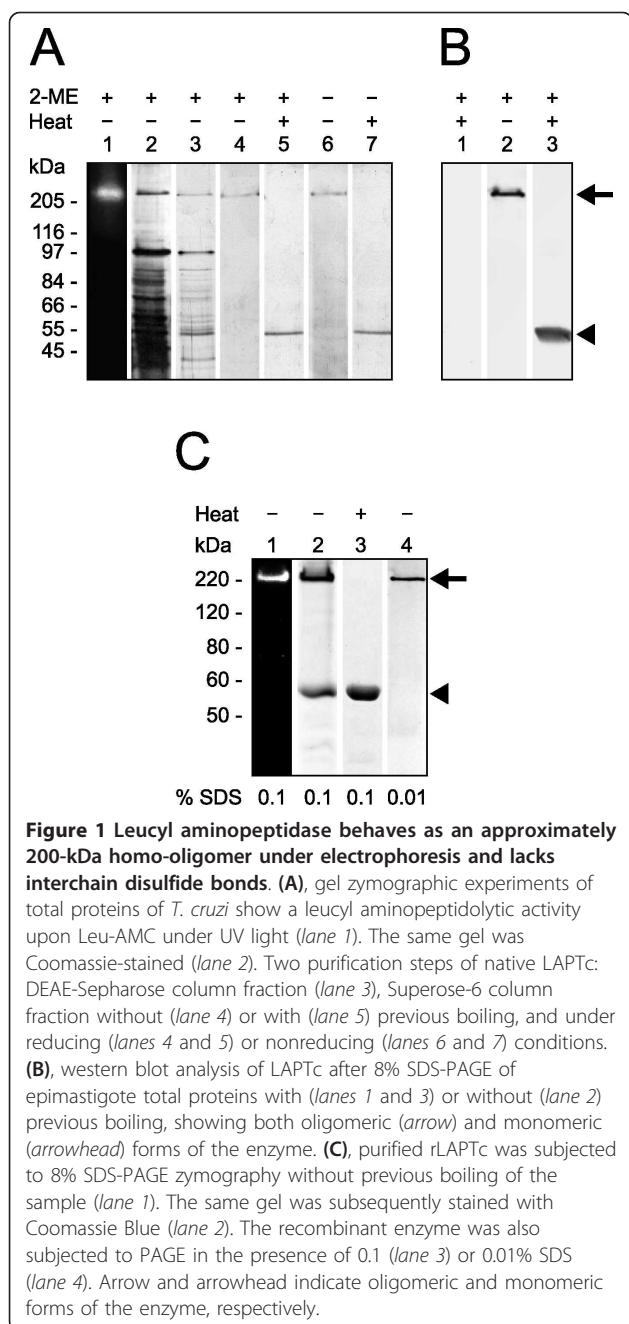 A
2-ME + + + + + – –
Heat – – – – + – +
1 2 3 4 5 6 7
kDa
205 -
116 -
97 -
84 -
66 -
55 -
45 -
B
+ + +
+ – +
1 2 3
C
Heat – – + –
kDa 1 2 3 4
220 -
120 -
80 -
60 -
50 -
% SDS 0.1 0.1 0.1 0.01
Figure 1 Leucyl aminopeptidase behaves as an approximately
200-kDa homo-oligomer under electrophoresis and lacks
interchain disulfide bonds. (A), gel zymographic experiments of
total proteins of T. cruzi show a leucyl aminopeptidolytic activity
upon Leu-AMC under UV light (lane 1). The same gel was
Coomassie-stained (lane 2). Two purification steps of native LAPTc:
DEAE-Sepharose column fraction (lane 3), Superose-6 column
fraction without (lane 4) or with (lane 5) previous boiling, and under
reducing (lanes 4 and 5) or nonreducing (lanes 6 and 7) conditions.
(B), western blot analysis of LAPTc after 8% SDS-PAGE of
epimastigote total proteins with (lanes 1 and 3) or without (lane 2)
previous boiling, showing both oligomeric (arrow) and monomeric
(arrowhead) forms of the enzyme. (C), purified rLAPTc was subjected
to 8% SDS-PAGE zymography without previous boiling of the
sample (lane 1). The same gel was subsequently stained with
Coomassie Blue (lane 2). The recombinant enzyme was also
subjected to PAGE in the presence of 0.1 (lane 3) or 0.01% SDS
(lane 4). Arrow and arrowhead indicate oligomeric and monomeric
forms of the enzyme, respectively.